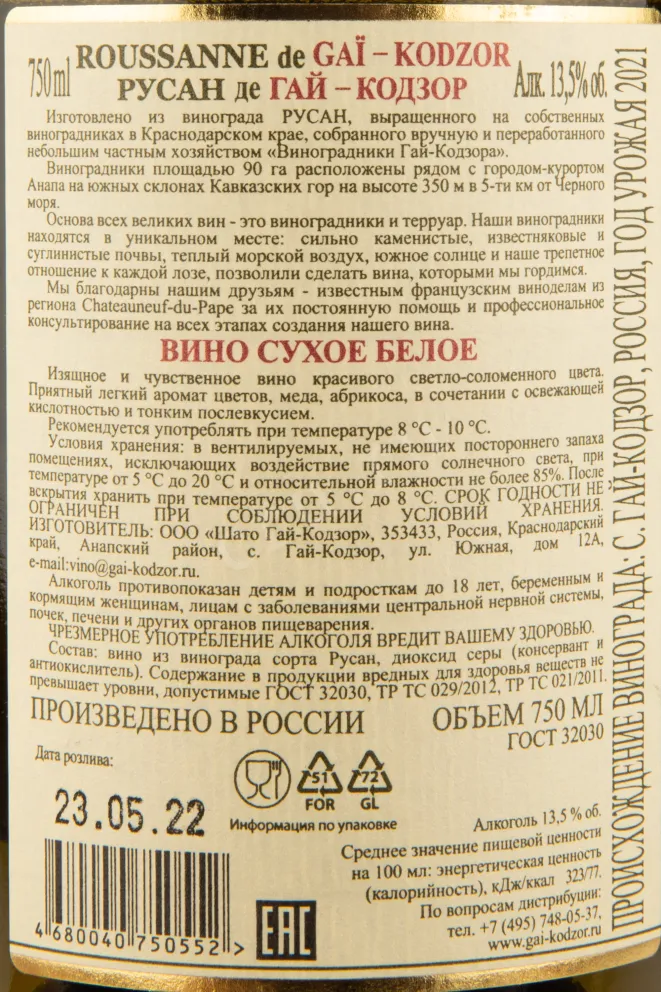 750ml
ROUSSANNE de GAÏ – KODZOR
РУСАН де ГАЙ – КОДЗОР
Алк. 13,5% об.
Изготовлено из винограда РУСАН, выращенного на собственных
виноградниках в Краснодарском крае, собранного вручную и переработанного
небольшим частным хозяйством «Виноградники Гай-Кодзора».
Виноградники площадью 90 га расположены рядом с городом-курортом
Анапа на южных склонах Кавказских гор на высоте 350 м в 5-ти км от Черного
моря.
Основа всех великих вин - это виноградники и терруар. Наши виноградники
находятся в уникальном месте: сильно каменистые, известняковые и
суглинистые почвы, теплый морской воздух, южное солнце и наше трепетное
отношение к каждой лозе, позволили сделать вина, которыми мы гордимся.
Мы благодарны нашим друзьям - известным французским виноделам из
региона Chateauneuf-du-Pape за их постоянную помощь и профессиональное
консультирование на всех этапах создания нашего вина.
ВИНО СУХОЕ БЕЛОЕ
Изящное и чувственное вино красивого светло-соломенного цвета.
Приятный легкий аромат цветов, меда, абрикоса, в сочетании с освежающей
кислотностью и тонким послевкусием.
Рекомендуется употреблять при температуре 8 °C - 10 °C.
Условия хранения: в вентилируемых, не имеющих постороннего запаха
помещениях, исключающих воздействие прямого солнечного света, при
температуре от 5 °C до 20 °C и относительной влажности не более 85%. После
вскрытия хранить при температуре от 5 °C до 8 °C. СРОК ГОДНОСТИ НЕ
ОГРАНИЧЕН ПРИ СОБЛЮДЕНИИ УСЛОВИЙ ХРАНЕНИЯ.
ИЗГОТОВИТЕЛЬ: ООО «Шато Гай-Кодзор», 353433, Россия, Краснодарский
край, Анапский район, с. Гай-Кодзор, ул. Южная, дом 12А,
e-mail:vino@gai-kodzor.ru.
Алкоголь противопоказан детям и подросткам до 18 лет, беременным и
кормящим женщинам, лицам с заболеваниями центральной нервной системы,
почек, печени и других органов пищеварения.
ЧРЕЗМЕРНОЕ УПОТРЕБЛЕНИЕ АЛКОГОЛЯ ВРЕДИТ ВАШЕМУ ЗДОРОВЬЮ.
Состав: вино из винограда сорта Русан, диоксид серы (консервант и
антиокислитель). Содержание в продукции вредных для здоровья веществ не
превышает уровни, допустимые ГОСТ 32030, ТР ТС 029/2012, ТР ТС 021/2011.
ПРОИЗВЕДЕНО В РОССИИ
ОБЪЕМ 750 МЛ
ГОСТ 32030
Дата розлива:
23.05.22
51
FOR
72
GL
Информация по упаковке
Алкоголь 13,5 % об.
Среднее значение пищевой ценности
на 100 мл: энергетическая ценность
(калорийность), кДж/ккал 323/77.
По вопросам дистрибуции:
тел. +7 (495) 748-05-37,
www.gai-kodzor.ru
4 680040 750552 >
EAC
ПРОИСХОЖДЕНИЕ ВИНОГРАДА: С. ГАЙ-КОДЗОР, РОССИЯ, ГОД УРОЖАЯ 2021